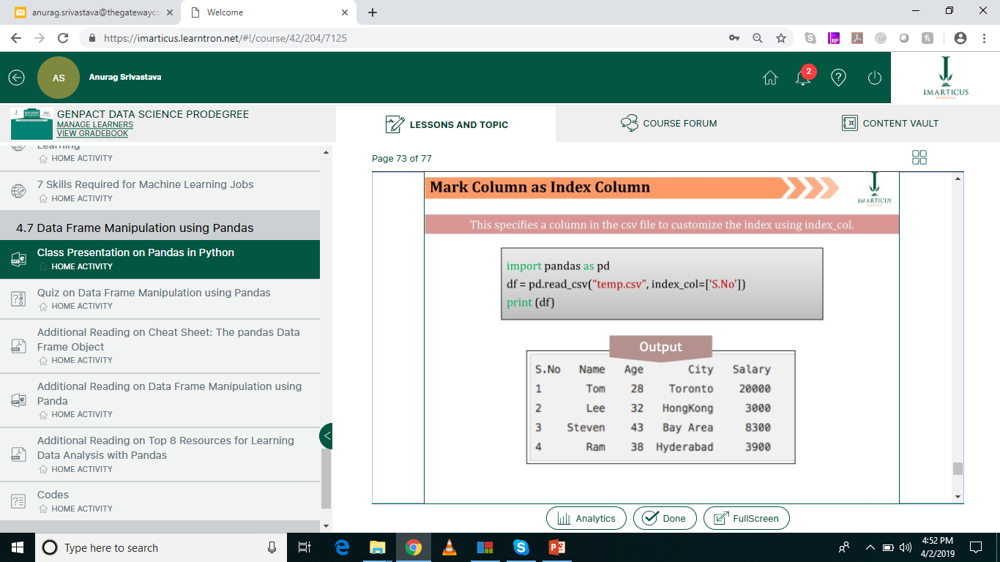 anurag.srivastava@thegatewayco
Welcome
https://imarticus.learntron.net/#!/course/42/204/7125
AS
Anurag Srivastava
2
IMARTICUS
LEARNING
GENPACT DATA SCIENCE PRODEGREE
MANAGE LEARNERS
VIEW GRADEBOOK
LESSONS AND TOPIC
COURSE FORUM
CONTENT VAULT
Learning
HOME ACTIVITY
7 Skills Required for Machine Learning Jobs
HOME ACTIVITY
4.7 Data Frame Manipulation using Pandas
Class Presentation on Pandas in Python
HOME ACTIVITY
Quiz on Data Frame Manipulation using Pandas
HOME ACTIVITY
Additional Reading on Cheat Sheet: The pandas Data
Frame Object
HOME ACTIVITY
Additional Reading on Data Frame Manipulation using
Panda
HOME ACTIVITY
Additional Reading on Top 8 Resources for Learning
Data Analysis with Pandas
HOME ACTIVITY
Codes
HOME ACTIVITY
Page 73 of 77
Mark Column as Index Column
IMARTICUS
This specifies a column in the csv file to customize the index using index_col.
import pandas as pd
df = pd.read_csv(“temp.csv”, index_col=[‘S.No’])
print (df)
Output
S.No Name Age City Salary
1 Tom 28 Toronto 20000
2 Lee 32 HongKong 3000
3 Steven 43 Bay Area 8300
4 Ram 38 Hyderabad 3900
Analytics
Done
FullScreen
Type here to search
4:52 PM
4/2/2019